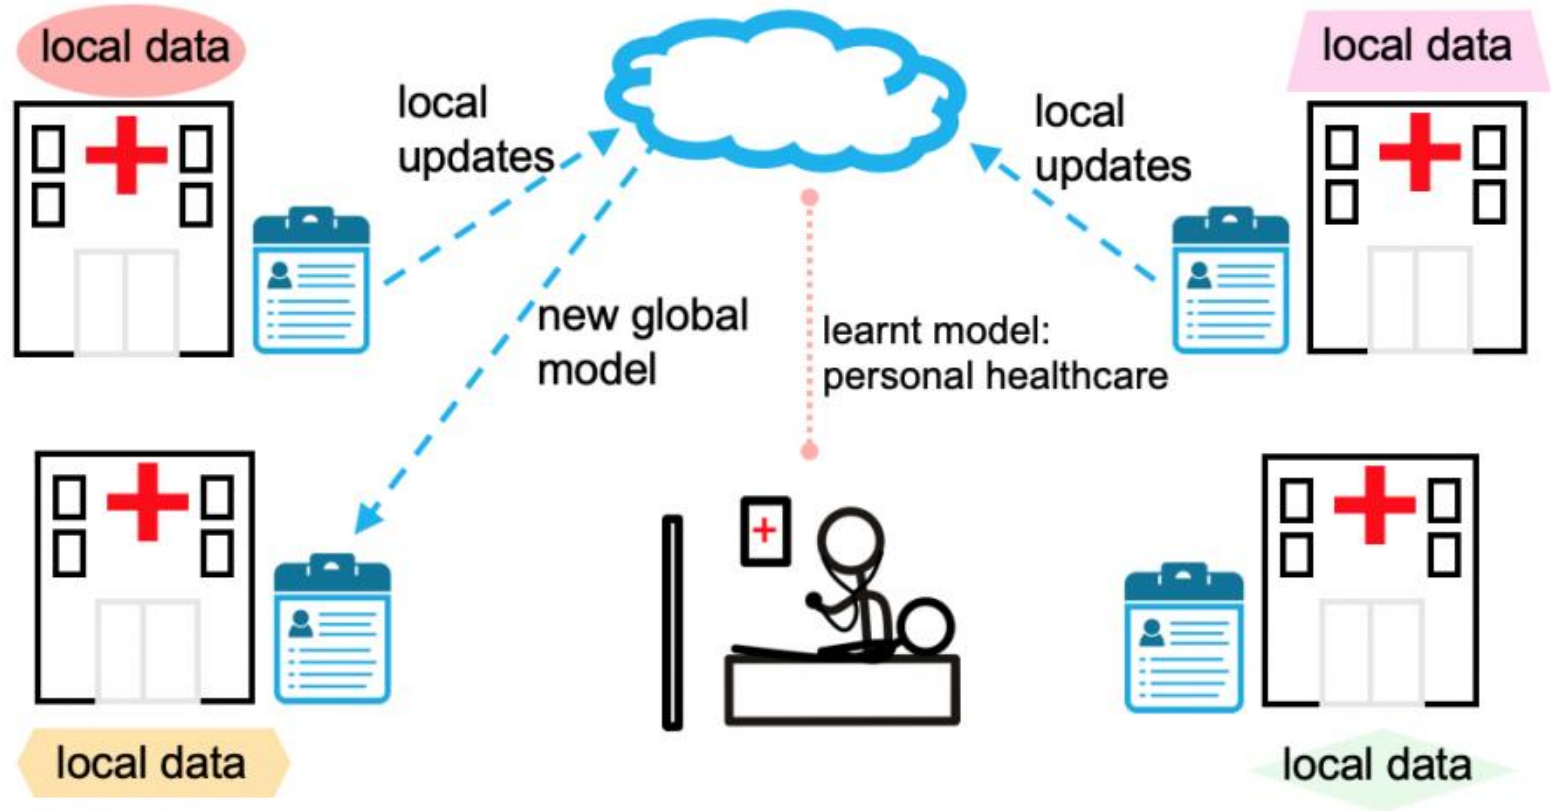 local data
local data
local
updates
local
updates
new global
model
learnt model:
personal healthcare
local data
local data